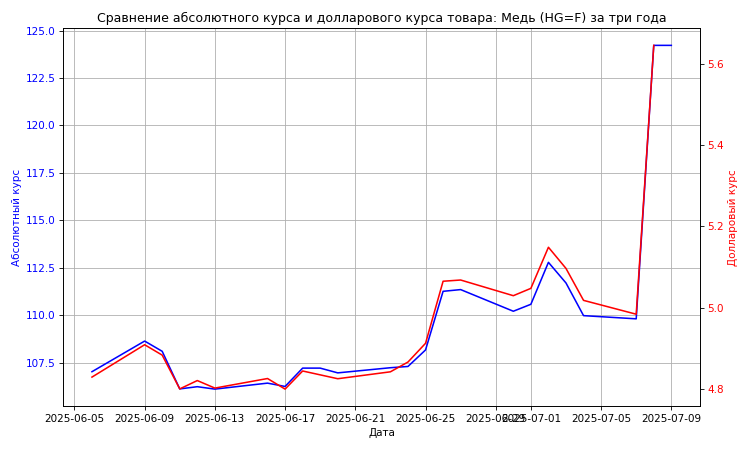 Сравнение абсолютного курса и долларового курса товара: Медь (HG=F) за три года
125.0
122.5
120.0
117.5
115.0
112.5
110.0
107.5
Абсолютный курс
5.6
5.4
5.2
5.0
4.8
Долларовый курс
2025-06-05 2025-06-09 2025-06-13 2025-06-17 2025-06-21 2025-06-25 2025-06-29 2025-07-01 2025-07-05 2025-07-09
Дата